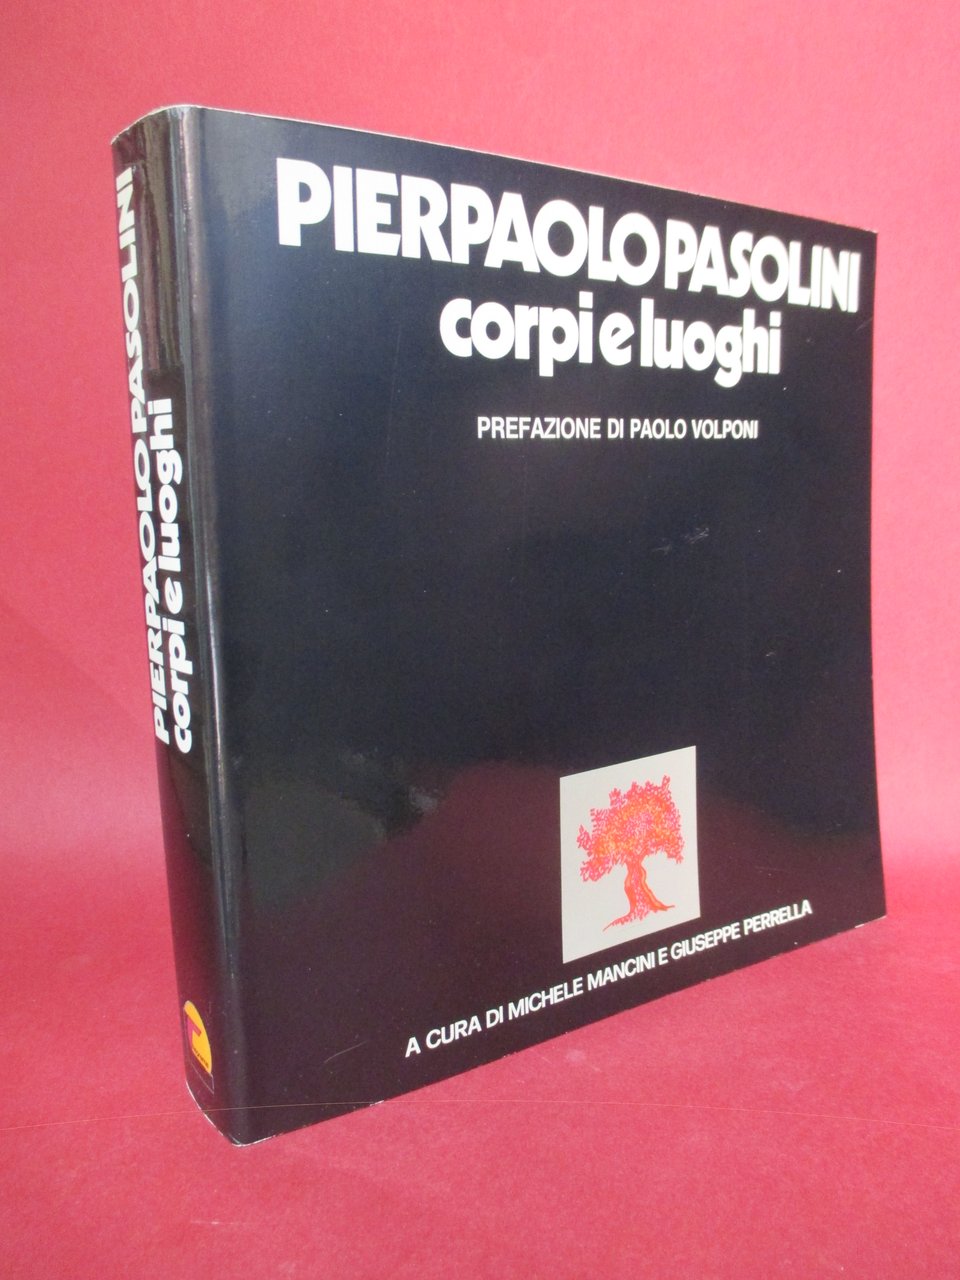 PIERPAOLO PASOLINI
corpi e luoghi
PIERPAOLO PASOLINI
corpi e luoghi
PREFAZIONE DI PAOLO VOLPONI
A CURA DI MICHELE MANCINI E GIUSEPPE PERRELLA